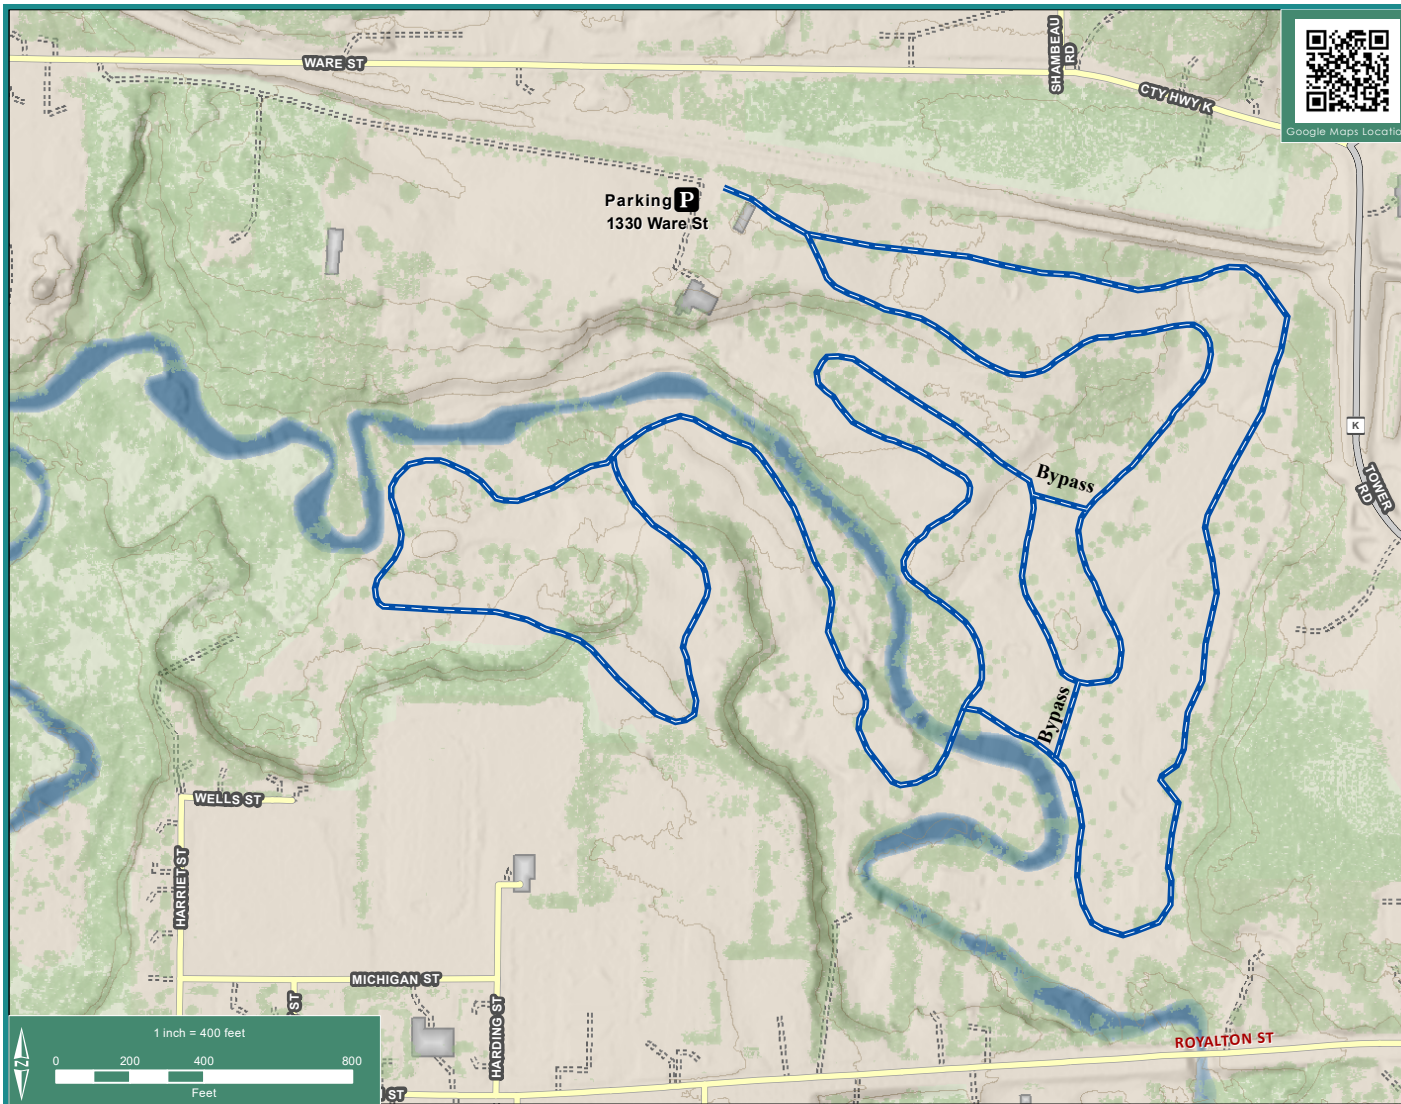 WARE ST
SHAMBEAU
RD
CTY HWY K
Google Maps Locatio
Parking P
1330 Ware St
K
TOWER
RD
Bypass
Bypass
WELLS ST
HARRIET ST
MICHIGAN ST
ST
HARDING ST
ROYALTON ST
ST
1 inch = 400 feet
N
0 200 400 800
Feet